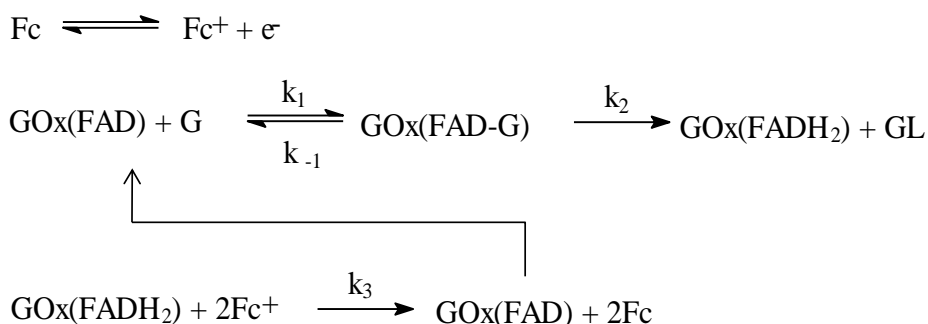 Fc ⇌ Fc⁺ + e⁻
k₁
GOx(FAD) + G ⇌ GOx(FAD-G) → GOx(FADH₂) + GL
k₂
k ₋₁
k₃
GOx(FADH₂) + 2Fc⁺ → GOx(FAD) + 2Fc